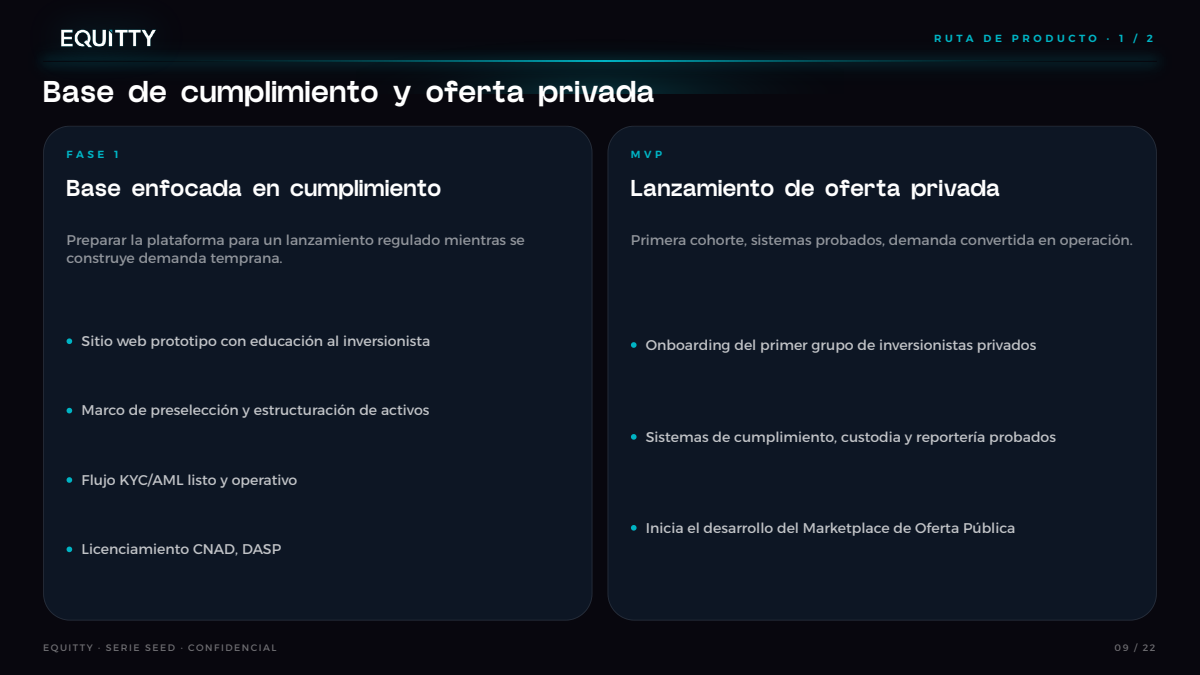 EQUITTY
RUTA DE PRODUCTO · 1 / 2
Base de cumplimiento y oferta privada
FASE 1
Base enfocada en cumplimiento
Preparar la plataforma para un lanzamiento regulado mientras se
construye demanda temprana.
• Sitio web prototipo con educación al inversionista
• Marco de preselección y estructuración de activos
• Flujo KYC/AML listo y operativo
• Licenciamiento CNAD, DASP
MVP
Lanzamiento de oferta privada
Primera cohorte, sistemas probados, demanda convertida en operación.
• Onboarding del primer grupo de inversionistas privados
• Sistemas de cumplimiento, custodia y reportería probados
• Inicia el desarrollo del Marketplace de Oferta Pública
EQUITTY · SERIE SEED · CONFIDENCIAL
09 / 22